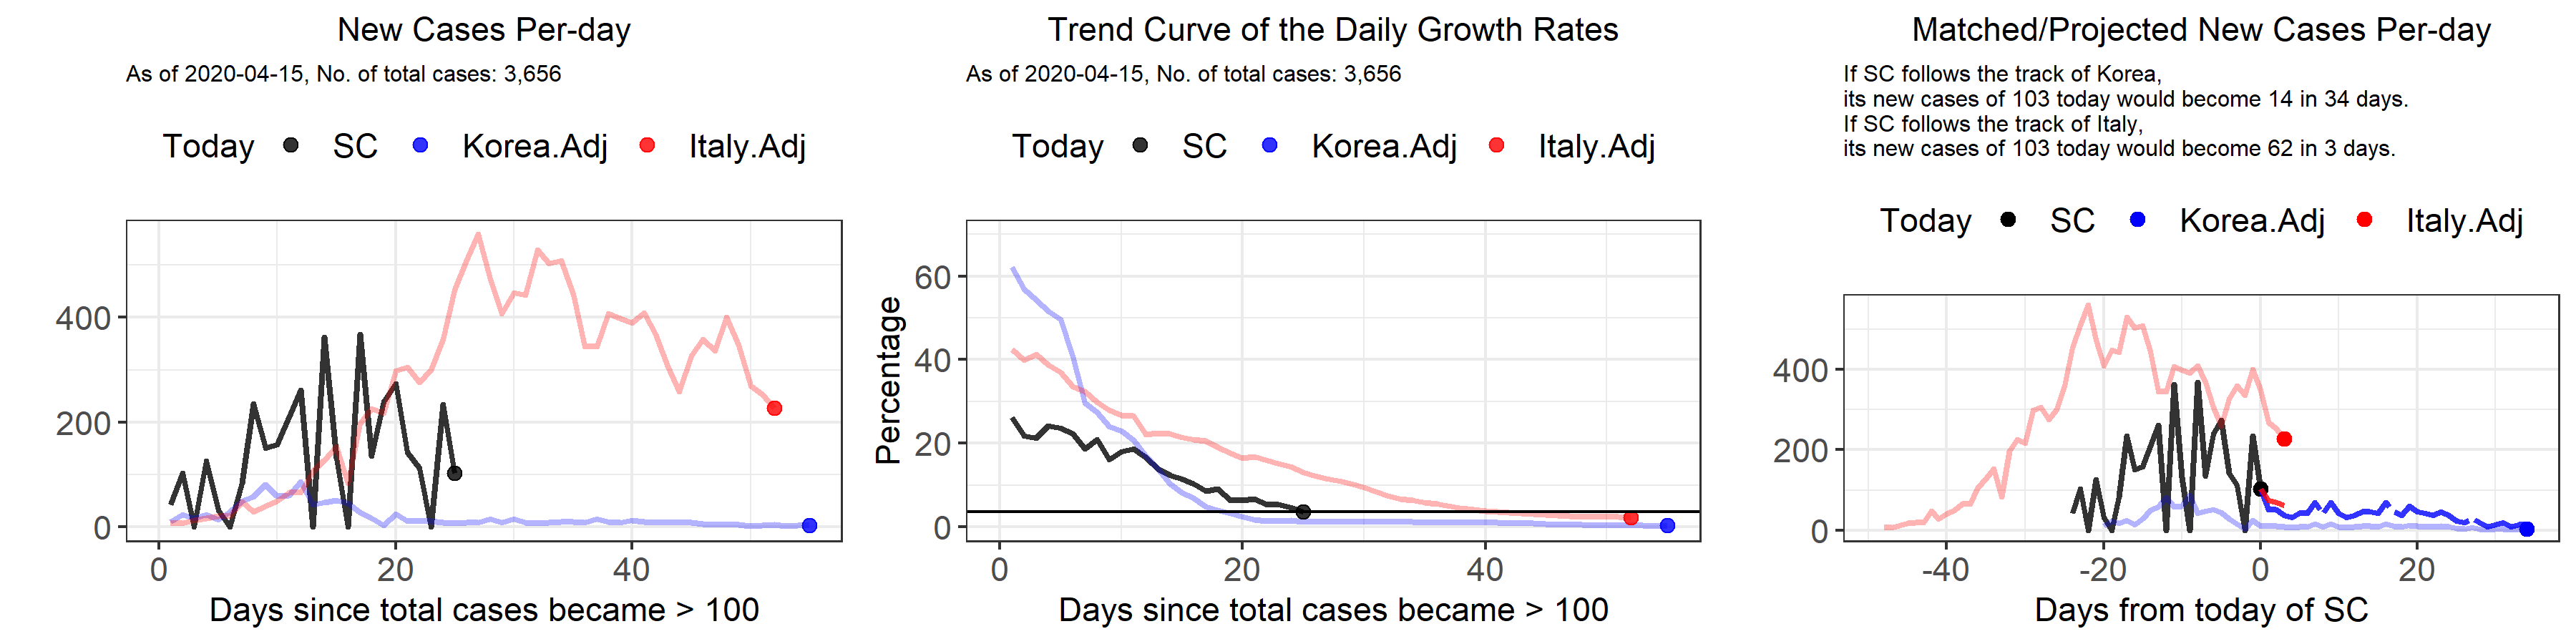 New Cases Per-day
As of 2020-04-15, No. of total cases: 3,656
Today SC Korea.Adj Italy.Adj
400
200
0
0 20 40
Days since total cases became > 100
Trend Curve of the Daily Growth Rates
As of 2020-04-15, No. of total cases: 3,656
Today SC Korea.Adj Italy.Adj
Percentage
60
40
20
0
0 20 40
Days since total cases became > 100
Matched/Projected New Cases Per-day
If SC follows the track of Korea,
its new cases of 103 today would become 14 in 34 days.
If SC follows the track of Italy,
its new cases of 103 today would become 62 in 3 days.
Today SC Korea.Adj Italy.Adj
400
200
0
-40 -20 0 20
Days from today of SC